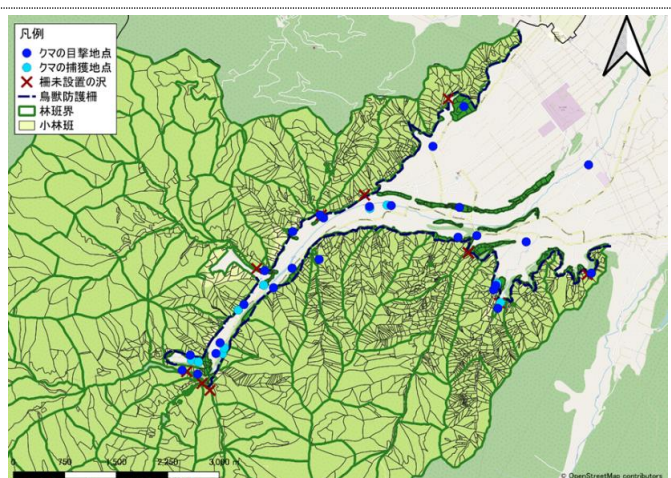 凡例
クマの目撃地点
クマの捕獲地点
柵未設置の沢
鳥獣防護柵
林班界
小林班
0 750 1,500 2,250 3,000 m
© OpenStreetMap contributors